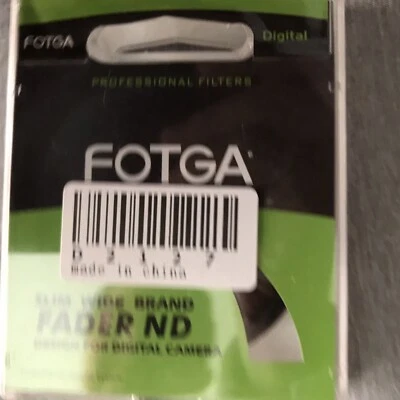 FOTGA
Digital
PROFESSIONAL FILTERS
FOTGA
D 2 1 2 7
made in china
SLIM WIDE BRAND
FADER ND
DESIGN FOR DIGITAL CAMERA